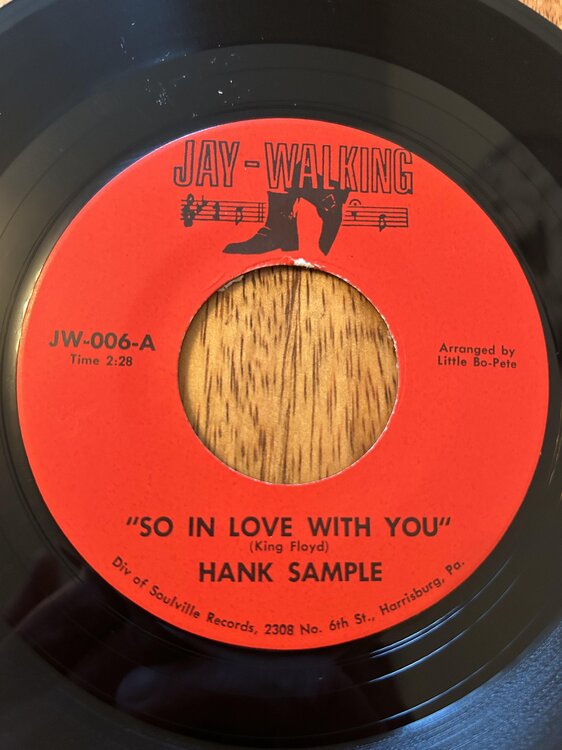 JAY-WALKING
JW-006-A
Time 2:28
Arranged by
Little Bo-Pete
"SO IN LOVE WITH YOU"
(King Floyd)
HANK SAMPLE
Div of Soulville Records, 2308 No. 6th St., Harrisburg, Pa.